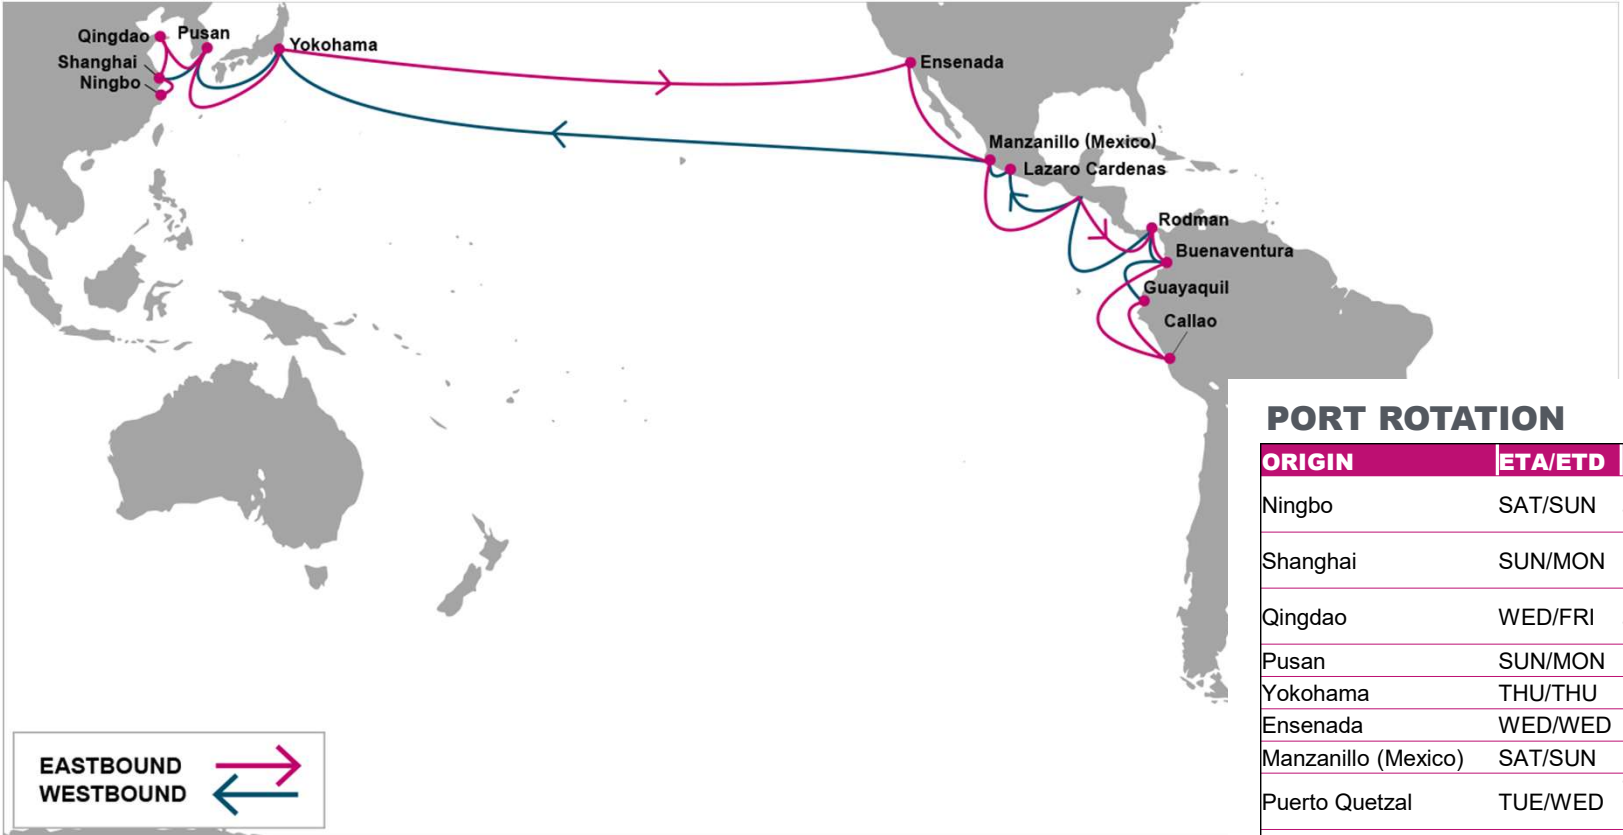 Qingdao
Pusan
Yokohama
Shanghai
Ningbo
Ensenada
Manzanillo (Mexico)
Lazaro Cardenas
Rodman
Buenaventura
Guayaquil
Callao
EASTBOUND
WESTBOUND
PORT ROTATION
ORIGIN ETA/ETD
Ningbo SAT/SUN
Shanghai SUN/MON
Qingdao WED/FRI
Pusan SUN/MON
Yokohama THU/THU
Ensenada WED/WED
Manzanillo (Mexico) SAT/SUN
Puerto Quetzal TUE/WED